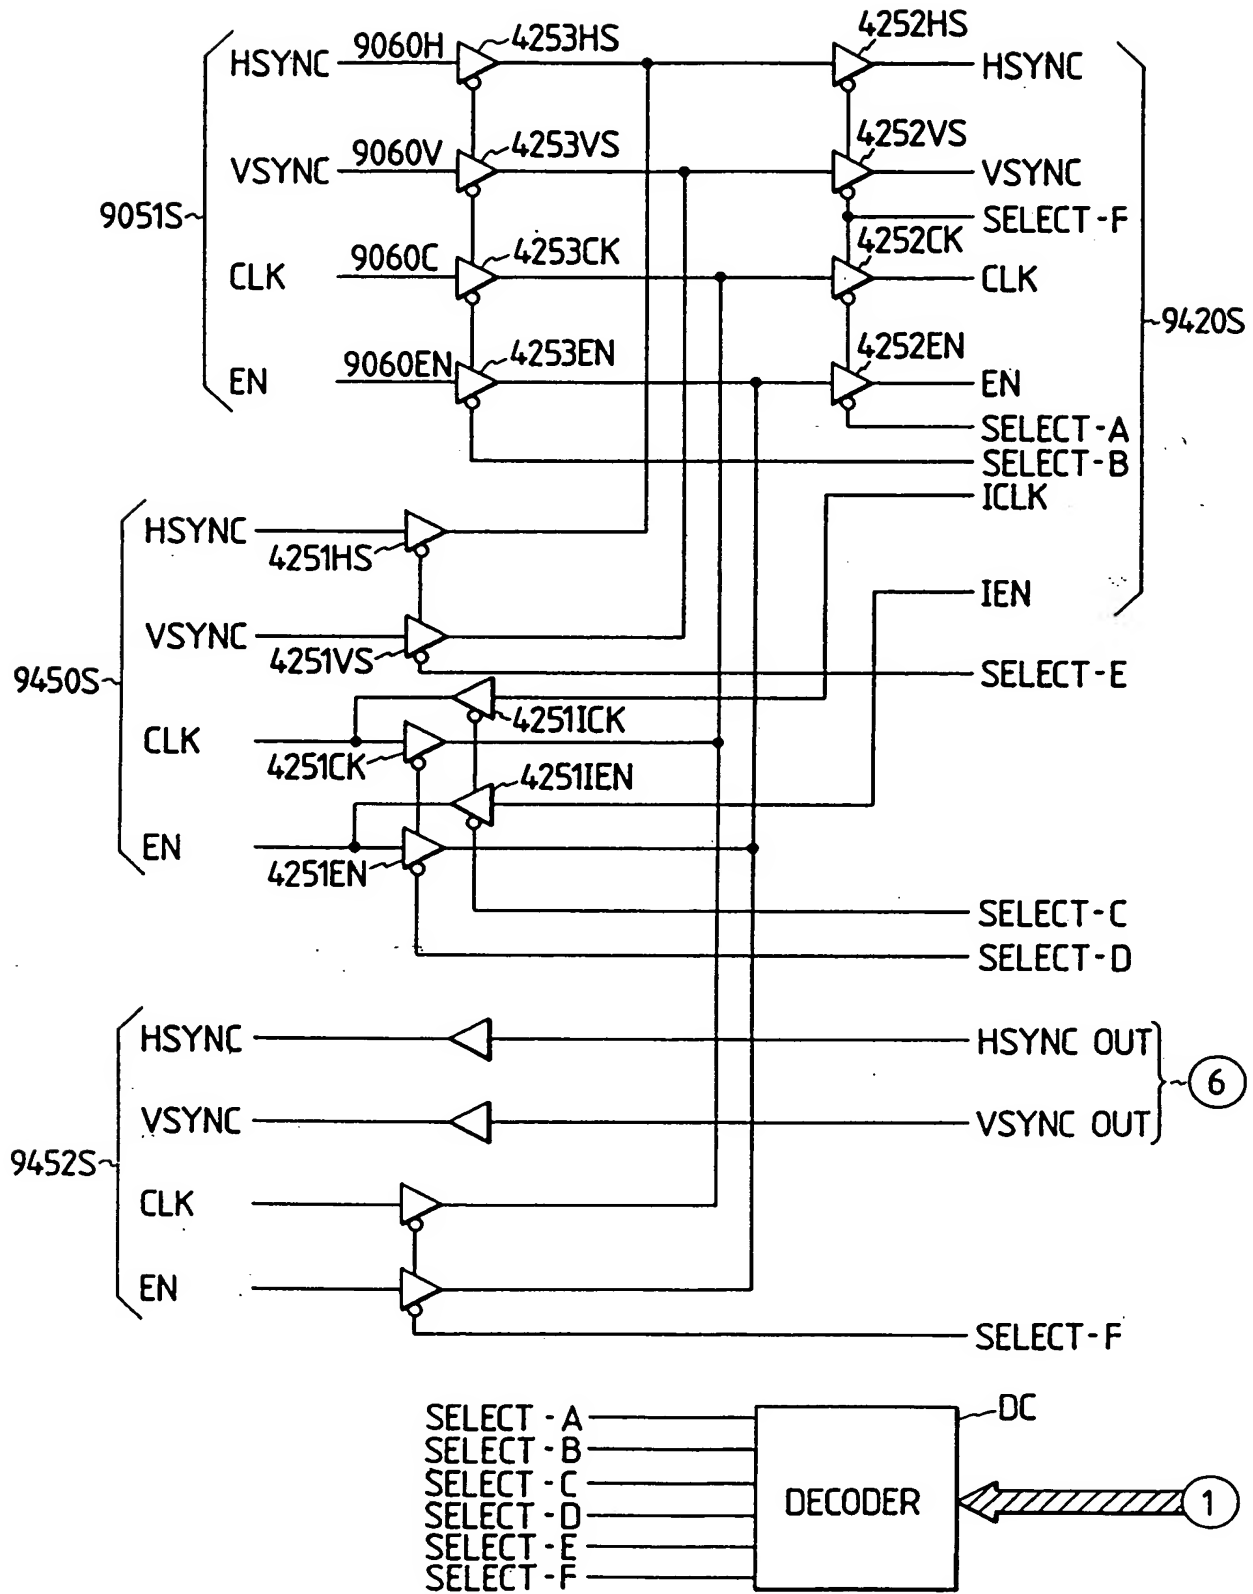 9060H 4253HS 4252HS
HSYNC HSYNC
9060V 4253VS 4252VS
VSYNC VSYNC
9051S
SELECT-F
9060C 4253CK 4252CK
CLK CLK
9420S
9060EN 4253EN 4252EN
EN EN
SELECT-A
SELECT-B
ICLK
HSYNC
4251HS
IEN
VSYNC
4251VS
SELECT-E
9450S
4251ICK
CLK
4251CK
4251IEN
EN
4251EN
SELECT-C
SELECT-D
HSYNC HSYNC OUT
6
VSYNC VSYNC OUT
9452S
CLK
EN
SELECT-F
DC
SELECT-A
SELECT-B
SELECT-C
DECODER 1
SELECT-D
SELECT-E
SELECT-F